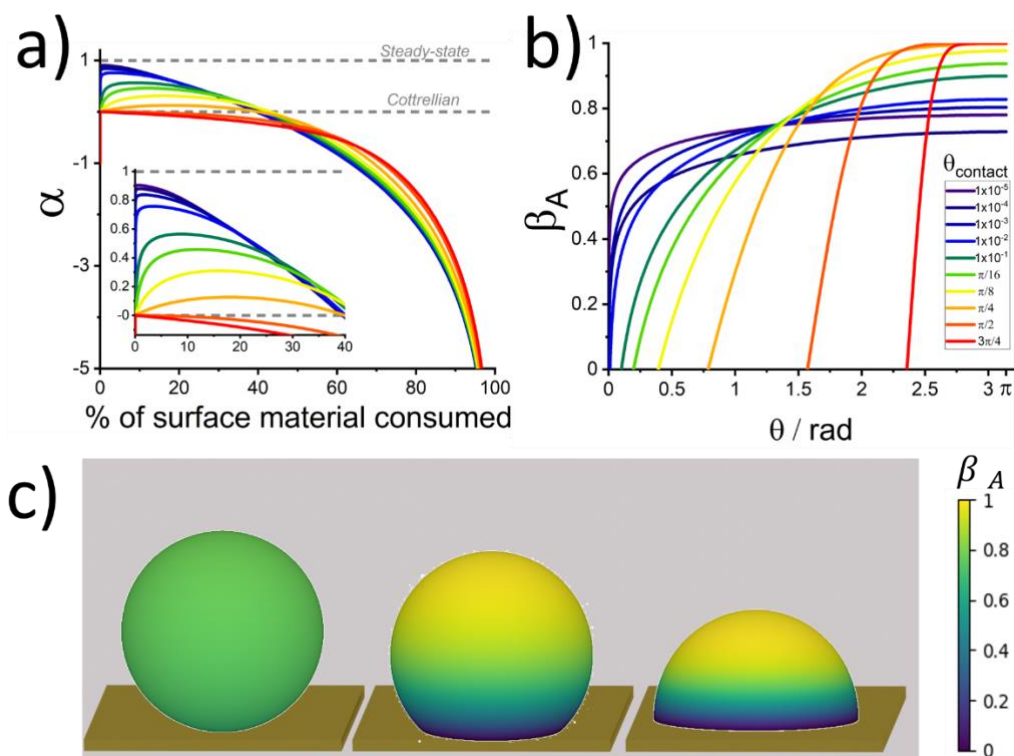 a)
1
Steady-state
Cottrellian
0
-1
-3
-5
α
1
0.8
0.6
0.4
0.2
-0
0 10 20 30 40
0 20 40 60 80 100
% of surface material consumed
b)
1
0.8
0.6
0.4
0.2
0
βA
θcontact
1x10-5
1x10-4
1x10-3
1x10-2
1x10-1
π/16
π/8
π/4
π/2
3π/4
0 0.5 1 1.5 2 2.5 3 π
θ / rad
c)
β A
1
0.8
0.6
0.4
0.2
0